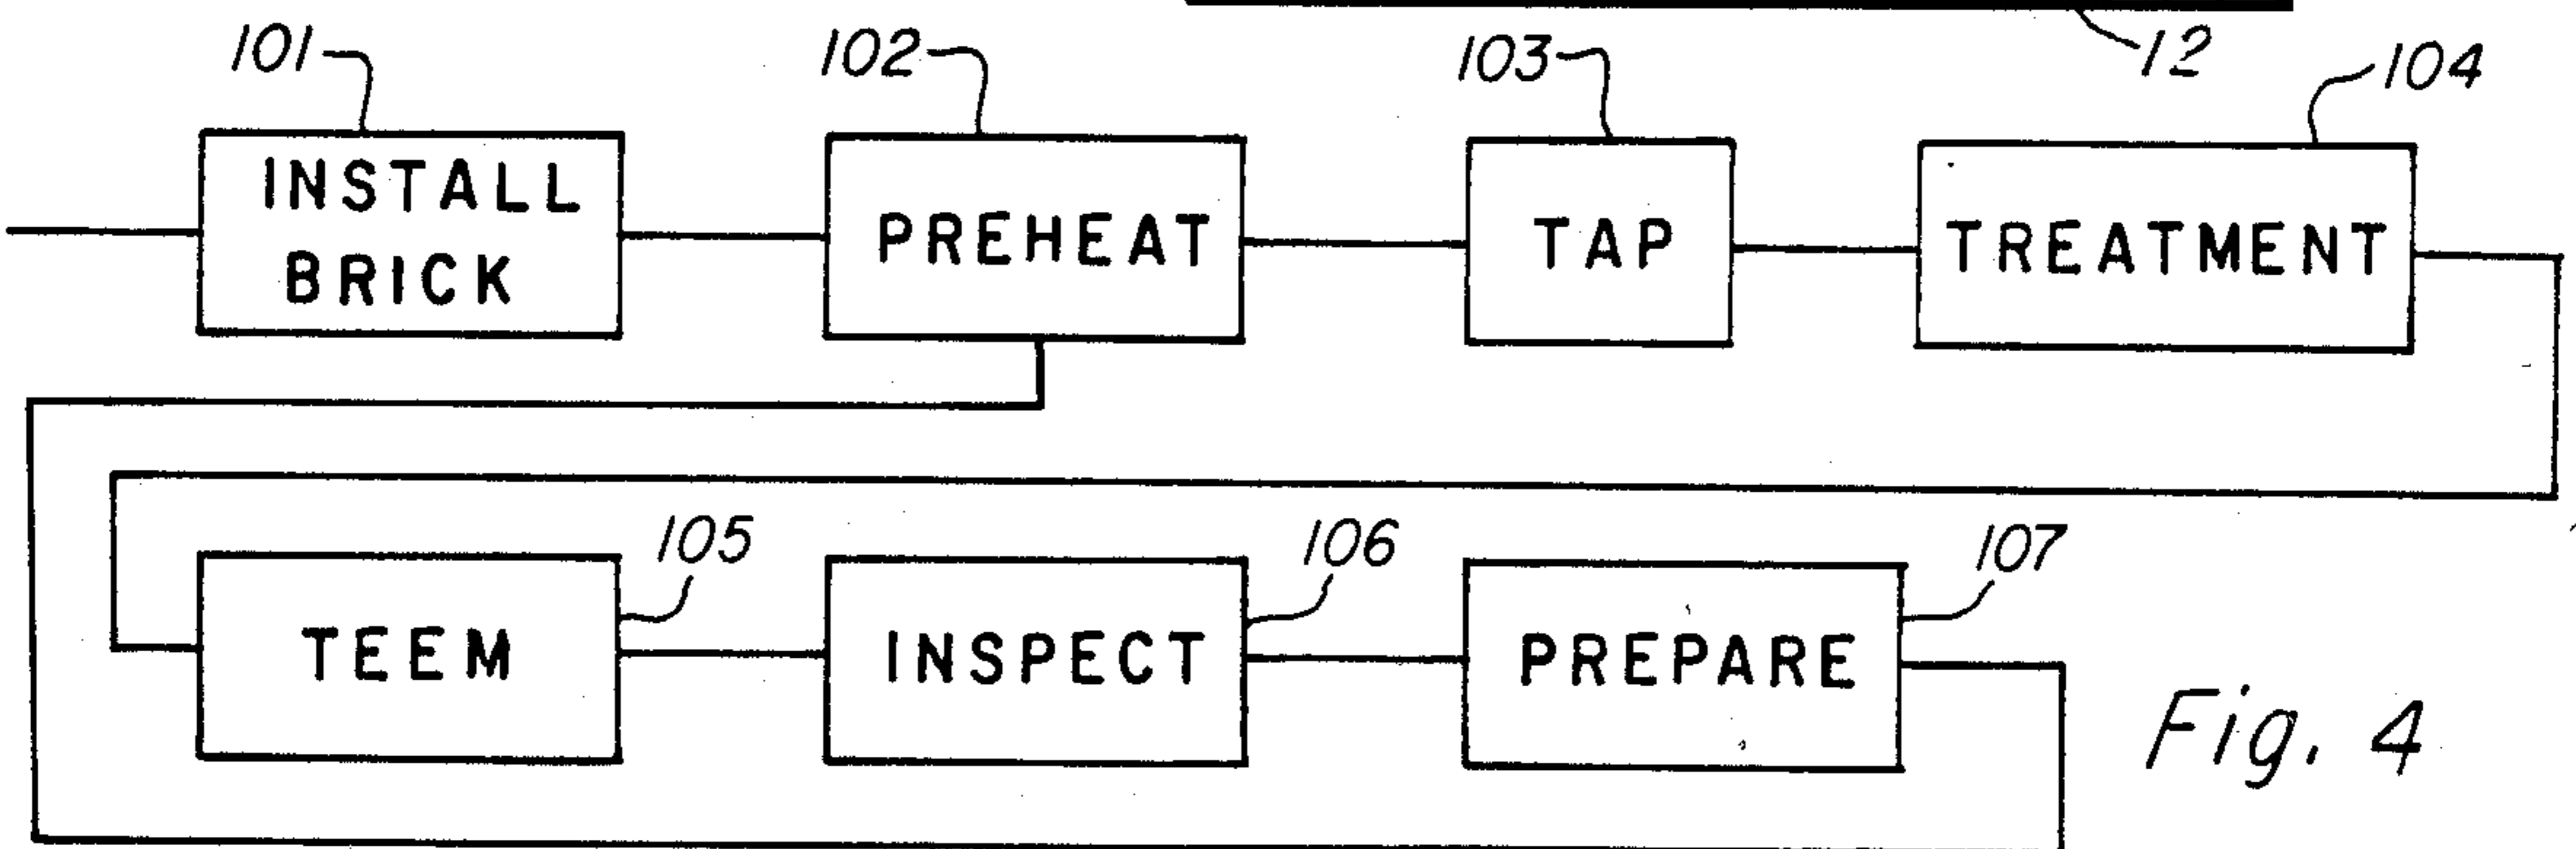 12
101
102
103
104
INSTALL
BRICK
PREHEAT
TAP
TREATMENT
105
106
107
TEEM
INSPECT
PREPARE
Fig. 4